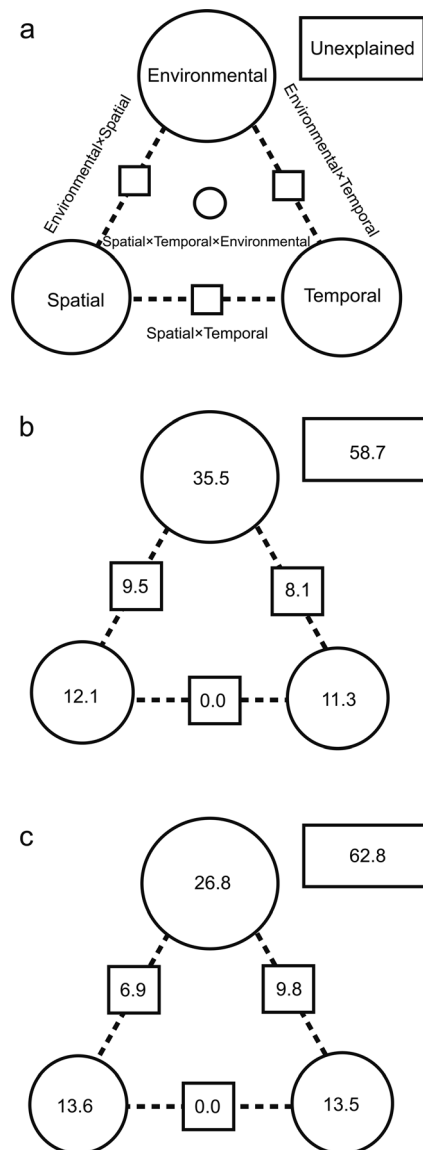 a
Environmental
Unexplained
Environmental×Spatial
Environmental×Temporal
Spatial×Temporal×Environmental
Spatial
Temporal
Spatial×Temporal
b
35.5
58.7
9.5
8.1
12.1
0.0
11.3
c
26.8
62.8
6.9
9.8
13.6
0.0
13.5